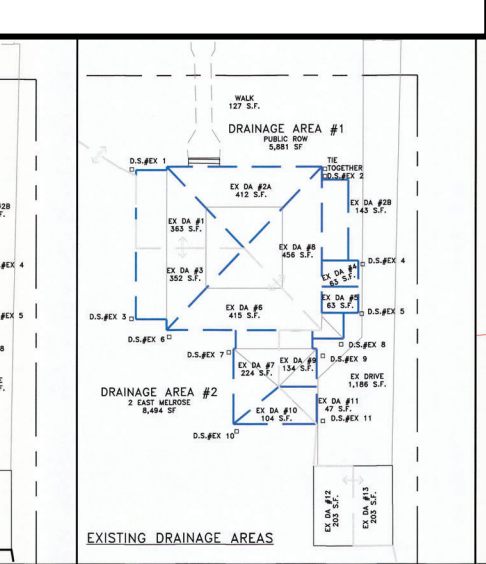 WALK
127 S.F.
DRAINAGE AREA #1
PUBLIC ROW
5,881 SF
D.S.#EX 1
TIE
TOGETHER
D.S.#EX 2
EX DA #2A
412 S.F.
EX DA #2B
143 S.F.
EX DA #1
363 S.F.
EX DA #8
456 S.F.
D.S.#EX 4
EX DA #4
63 S.F.
EX DA #3
352 S.F.
EX DA #5
63 S.F.
EX DA #6
415 S.F.
D.S.#EX 3
D.S.#EX 5
D.S.#EX 6
D.S.#EX 8
D.S.#EX 7
D.S.#EX 9
EX DA #7
224 S.F.
EX DA #9
134 S.F.
EX DRIVE
1,186 S.F.
DRAINAGE AREA #2
2 EAST MELROSE
8,494 SF
EX DA #11
47 S.F.
EX DA #10
104 S.F.
D.S.#EX 11
D.S.#EX 10
EX DA #12
203 S.F.
EX DA #13
203 S.F.
EXISTING DRAINAGE AREAS
#2B
F.
#EX 4
#EX 5